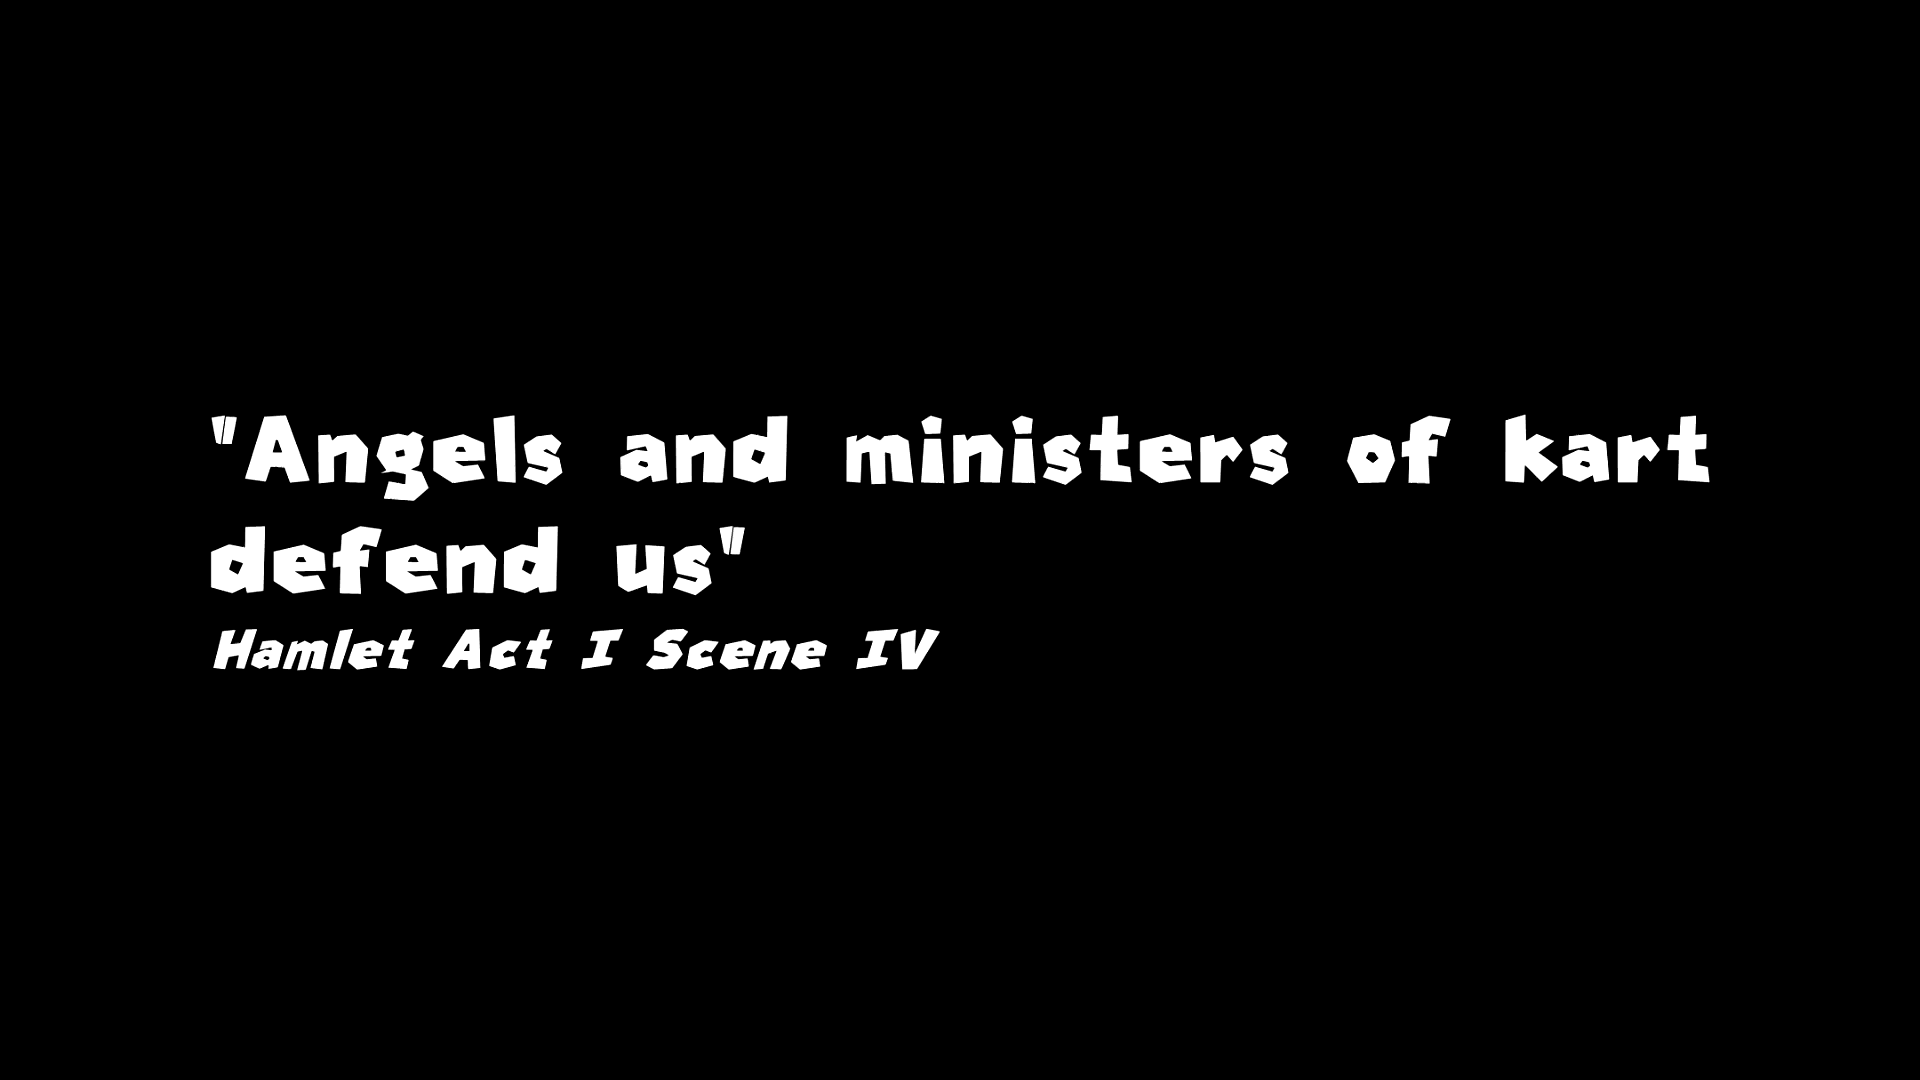 "Angels and ministers of kart
defend us"
Hamlet Act I Scene IV